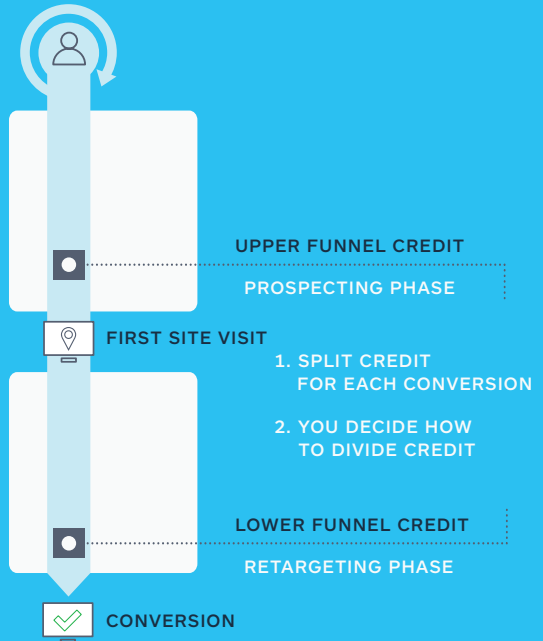 UPPER FUNNEL CREDIT
PROSPECTING PHASE
FIRST SITE VISIT
1. SPLIT CREDIT
FOR EACH CONVERSION
2. YOU DECIDE HOW
TO DIVIDE CREDIT
LOWER FUNNEL CREDIT
RETARGETING PHASE
CONVERSION